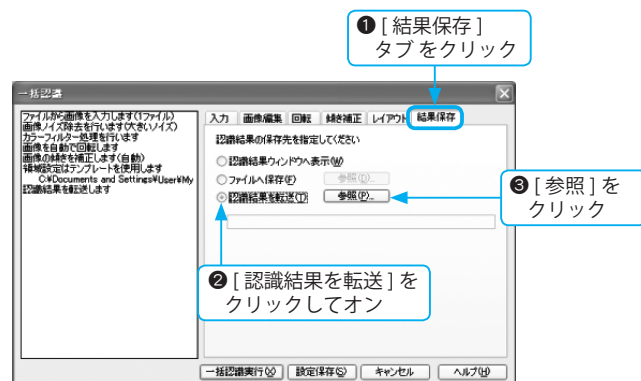 ❶ [ 結果保存 ]
タブ をクリック
一括認識
ファイルから画像を入力します(1ファイル)
画像ノイズ除去を行います(大きいノイズ)
カラーフィルター処理を行います
画像を自動で回転します
画像の傾きを補正します(自動)
領域設定はテンプレートを使用します
C:¥Documents and Settings¥User¥My
認識結果を転送します
入力 画像編集 回転 傾き補正 レイアウト 結果保存
認識結果の保存先を指定してください
認識結果ウィンドウへ表示(W)
ファイルへ保存(F) 参照(O)...
認識結果を転送(T) 参照(P)...
❸ [ 参照 ] を
クリック
❷ [ 認識結果を転送 ] を
クリックしてオン
一括認識実行(X) 設定保存(S) キャンセル ヘルプ(H)